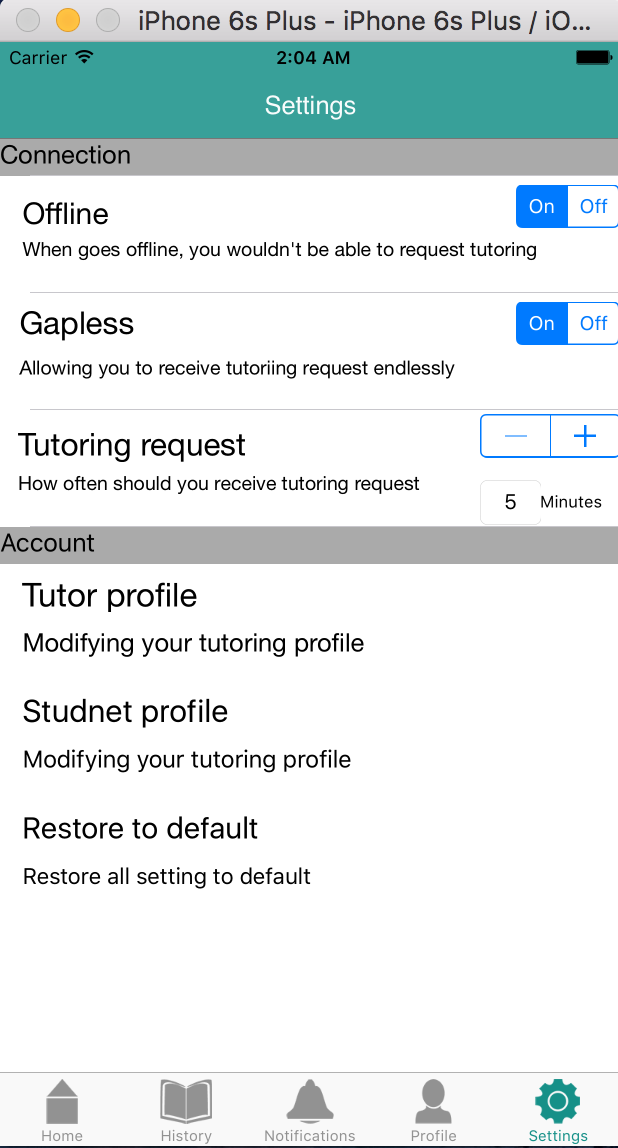 iPhone 6s Plus - iPhone 6s Plus / iO...
Carrier 2:04 AM
Settings
Connection
Offline On Off
When goes offline, you wouldn't be able to request tutoring
Gapless On Off
Allowing you to receive tutoriing request endlessly
Tutoring request — +
How often should you receive tutoring request
5 Minutes
Account
Tutor profile
Modifying your tutoring profile
Studnet profile
Modifying your tutoring profile
Restore to default
Restore all setting to default
Home History Notifications Profile Settings